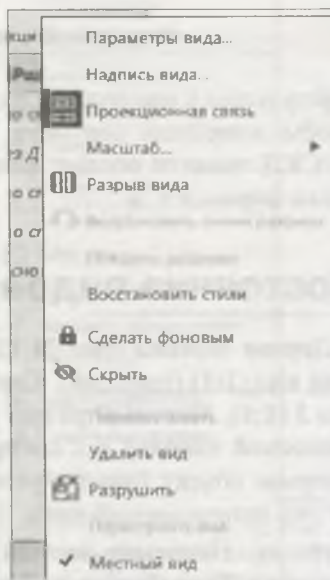 Параметры вида...
Надпись вида...
Проекционная связь
Масштаб...
Разрыв вида
Восстановить стили
Сделать фоновым
Скрыть
Удалить вид
Разрушить
Местный вид